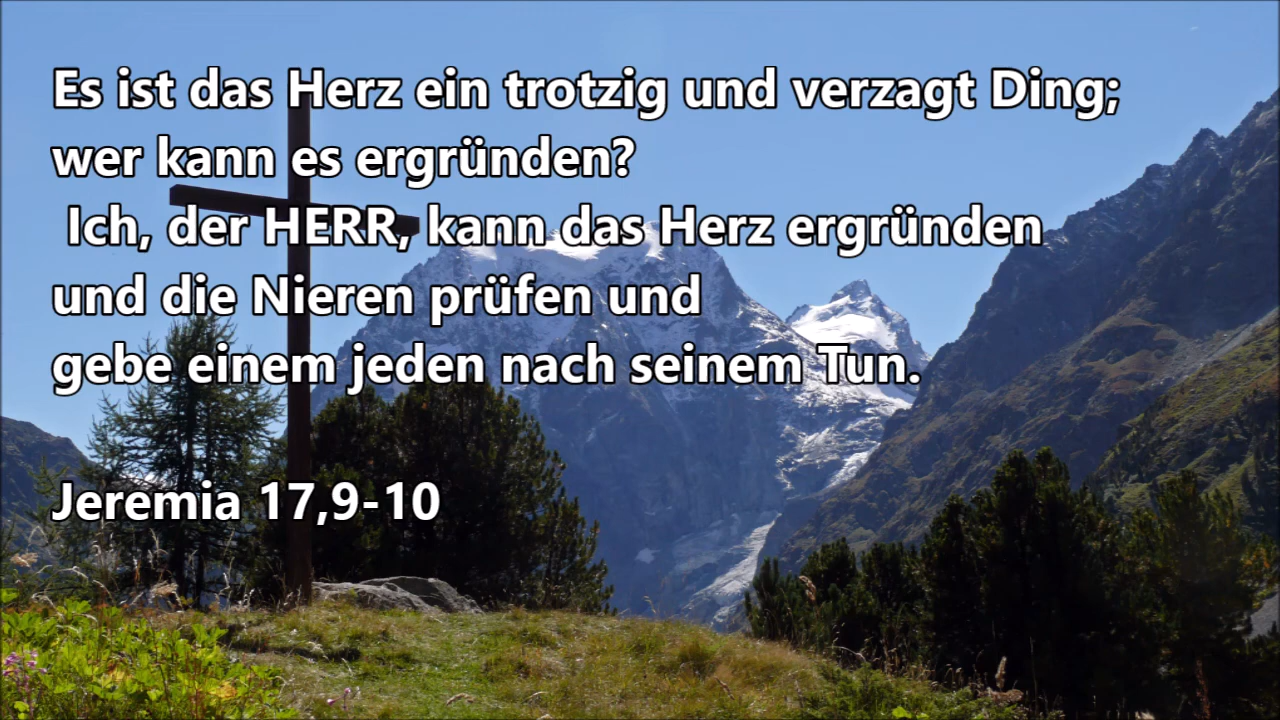 Es ist das Herz ein trotzig und verzagt Ding;
wer kann es ergründen?
Ich, der HERR, kann das Herz ergründen
und die Nieren prüfen und
gebe einem jeden nach seinem Tun.
Jeremia 17,9-10